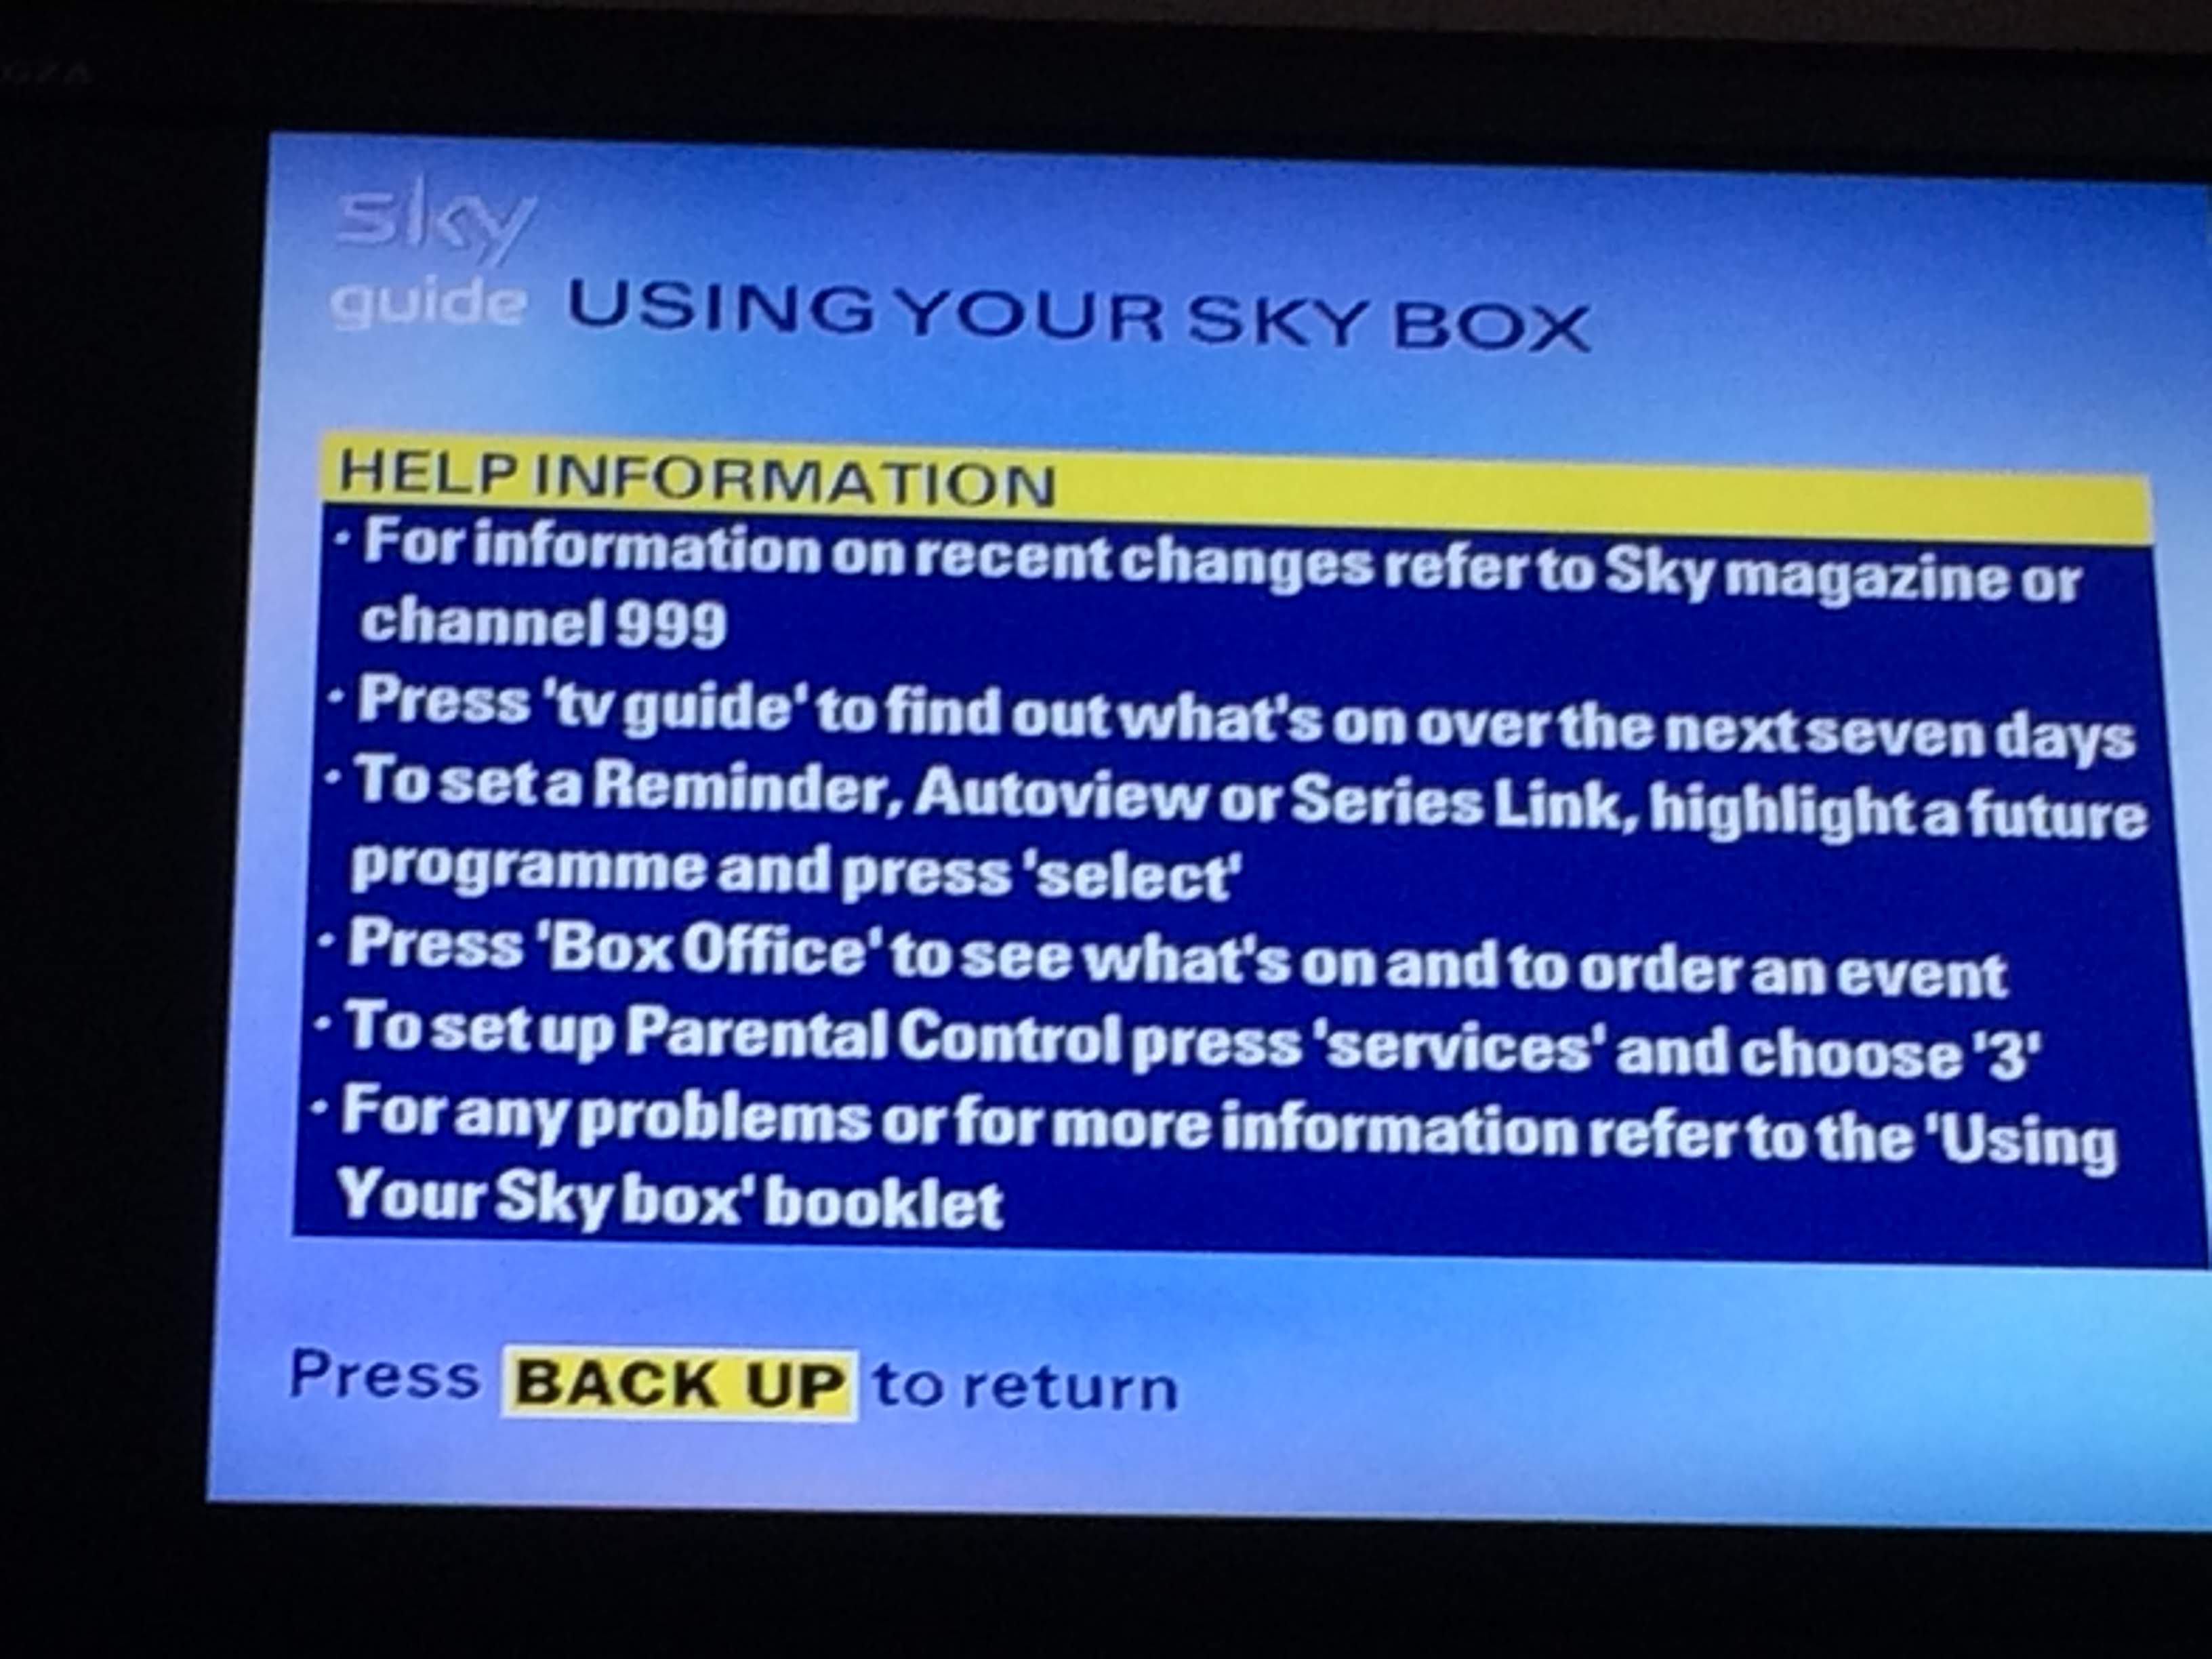 sky
guide USING YOUR SKY BOX
HELP INFORMATION
· For information on recent changes refer to Sky magazine or
channel 999
· Press 'tv guide' to find out what's on over the next seven days
· To set a Reminder, Autoview or Series Link, highlight a future
programme and press 'select'
· Press 'Box Office' to see what's on and to order an event
· To set up Parental Control press 'services' and choose '3'
· For any problems or for more information refer to the 'Using
Your Sky box' booklet
Press BACK UP to return